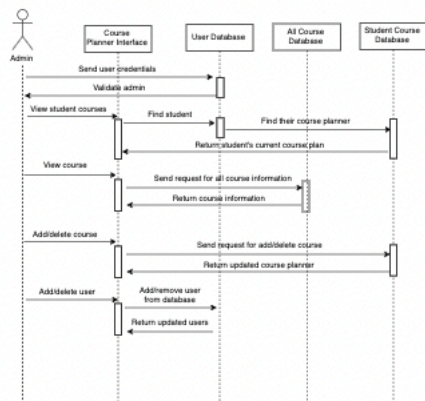 Course
Planner Interface
User Database
All Course
Database
Student Course
Database
Admin
Send user credentials
Validate admin
View student courses
Find student
Find their course planner
Return student's current course plan
View course
Send request for all course information
Return course information
Add/delete course
Send request for add/delete course
Return updated course planner
Add/delete user
Add/remove user
from database
Return updated users